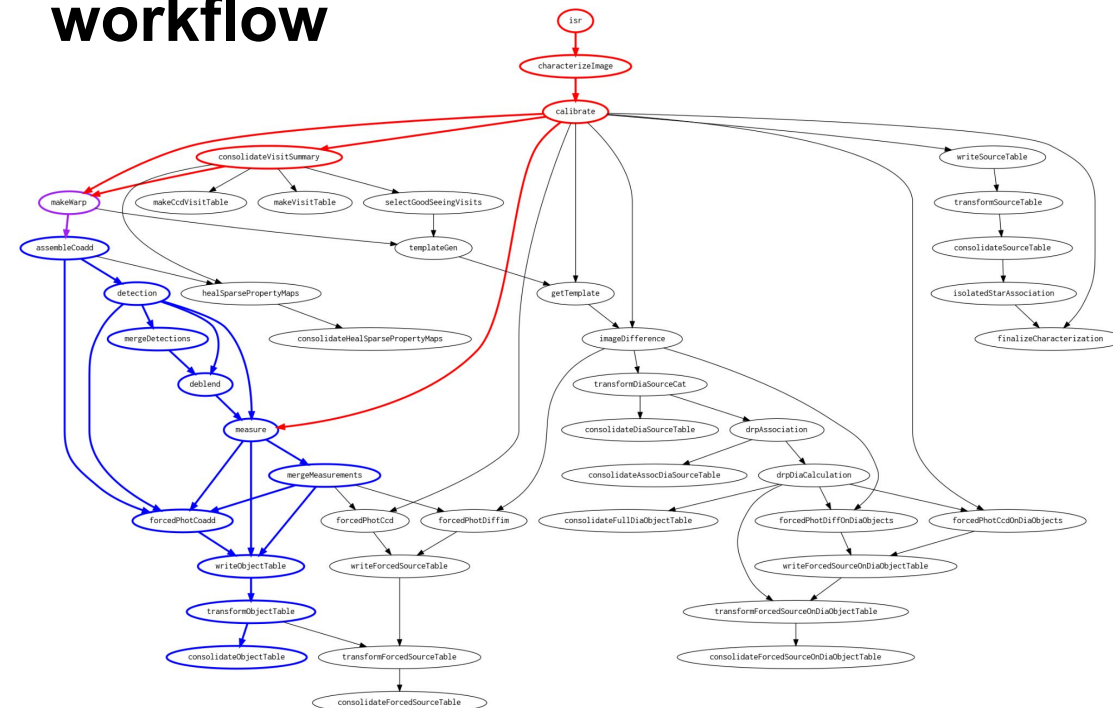 workflow
isr
characterizeImage
calibrate
consolidateVisitSummary
writeSourceTable
makeWarp
makeCcdVisitTable
makeVisitTable
selectGoodSeeingVisits
transformSourceTable
assembleCoadd
templateGen
consolidateSourceTable
detection
healSparsePropertyMaps
getTemplate
isolatedStarAssociation
mergeDetections
consolidateHealSparsePropertyMaps
imageDifference
finalizeCharacterization
deblend
transformDiaSourceCat
measure
consolidateDiaSourceTable
drpAssociation
mergeMeasurements
consolidateAssocDiaSourceTable
drpDiaCalculation
forcedPhotCoadd
forcedPhotCcd
forcedPhotDiffim
consolidateFullDiaObjectTable
forcedPhotDiffOnDiaObjects
forcedPhotCcdOnDiaObjects
writeObjectTable
writeForcedSourceTable
writeForcedSourceOnDiaObjectTable
transformObjectTable
transformForcedSourceOnDiaObjectTable
consolidateObjectTable
transformForcedSourceTable
consolidateForcedSourceOnDiaObjectTable
consolidateForcedSourceTable